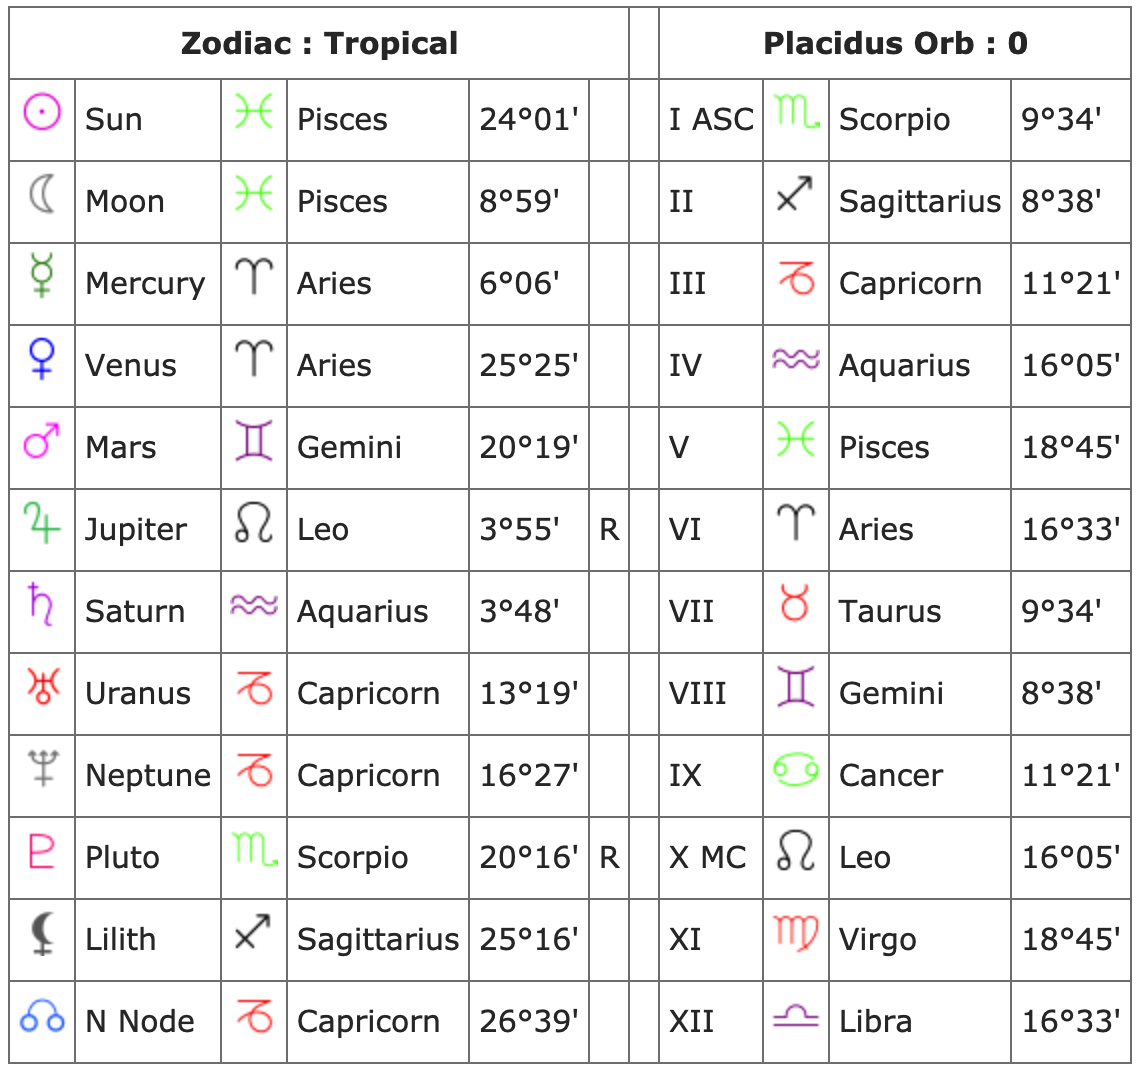 Zodiac : Tropical Placidus Orb : 0
Sun Pisces 24°01' I ASC Scorpio 9°34'
Moon Pisces 8°59' II Sagittarius 8°38'
Mercury Aries 6°06' III Capricorn 11°21'
Venus Aries 25°25' IV Aquarius 16°05'
Mars Gemini 20°19' V Pisces 18°45'
Jupiter Leo 3°55' R VI Aries 16°33'
Saturn Aquarius 3°48' VII Taurus 9°34'
Uranus Capricorn 13°19' VIII Gemini 8°38'
Neptune Capricorn 16°27' IX Cancer 11°21'
Pluto Scorpio 20°16' R X MC Leo 16°05'
Lilith Sagittarius 25°16' XI Virgo 18°45'
N Node Capricorn 26°39' XII Libra 16°33'